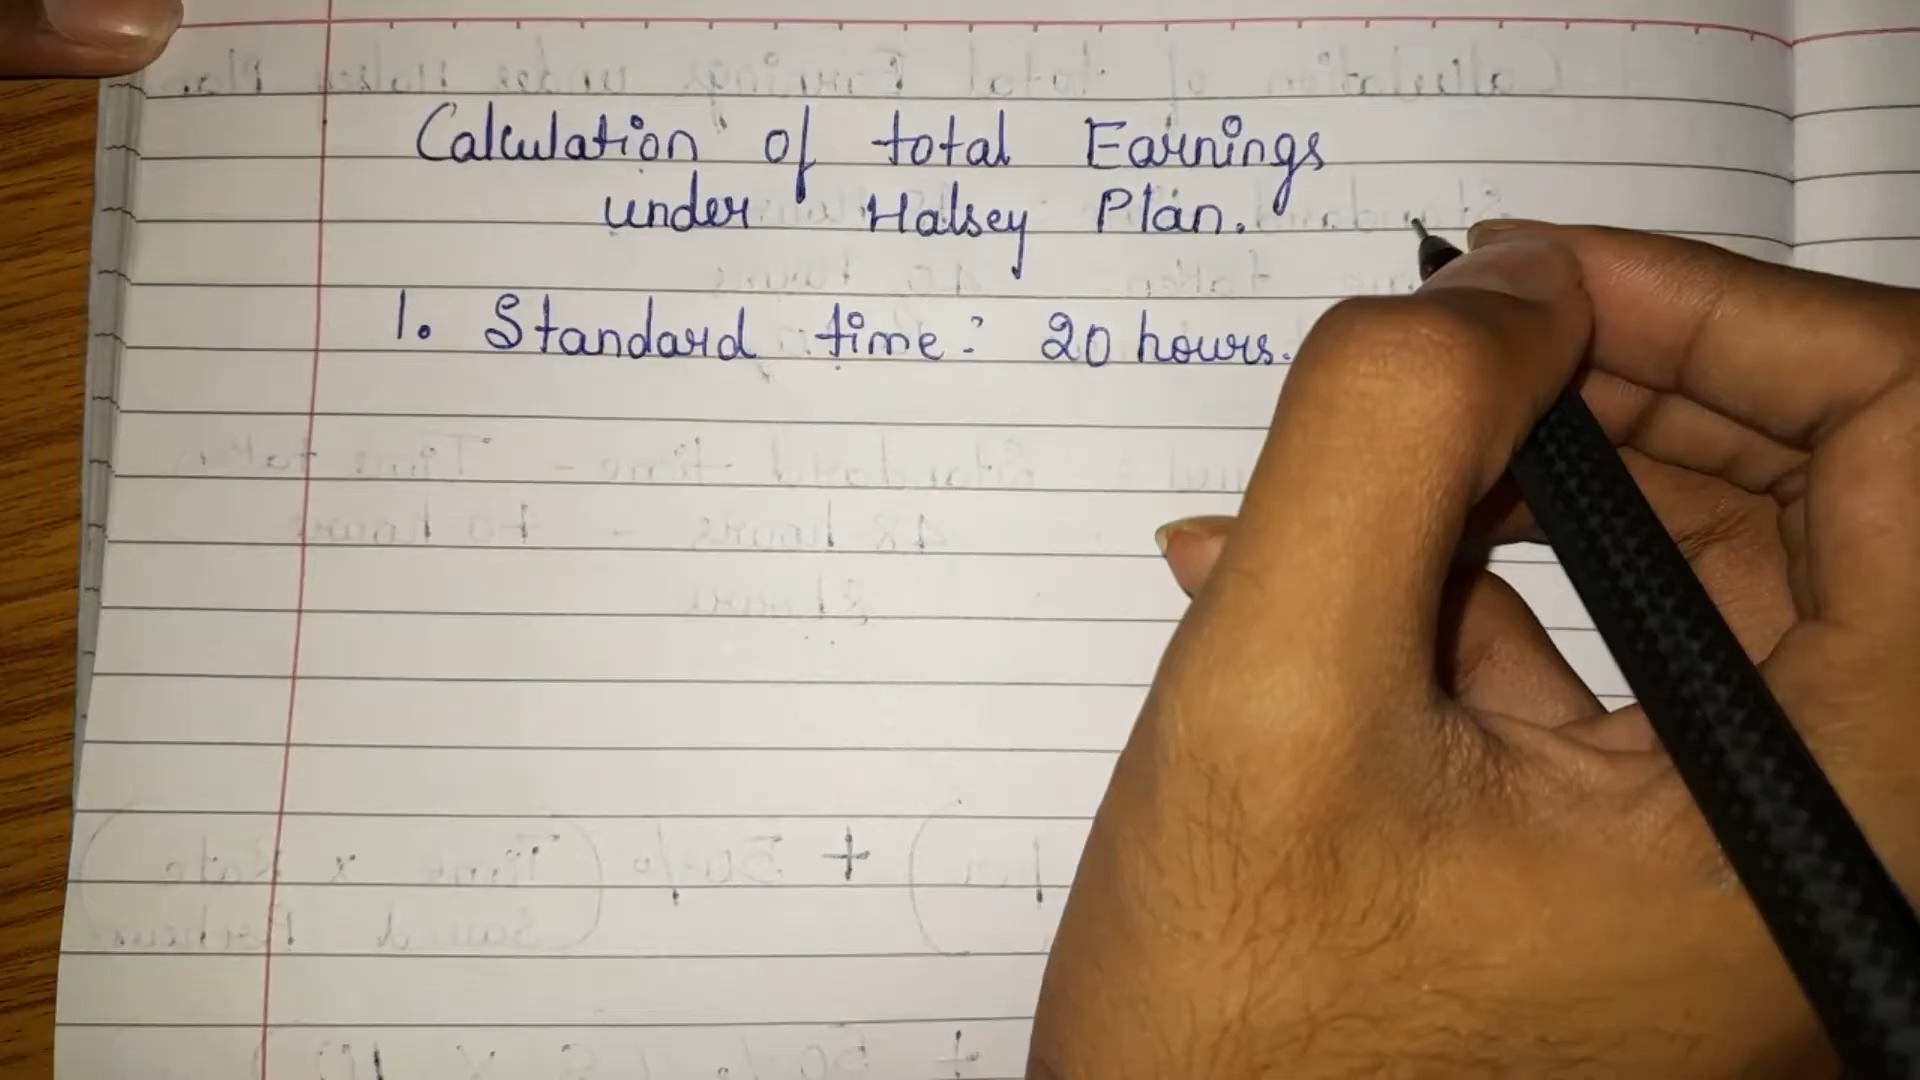 Calculation of total Earnings
under Halsey Plan.
1. Standard time: 20 hours.